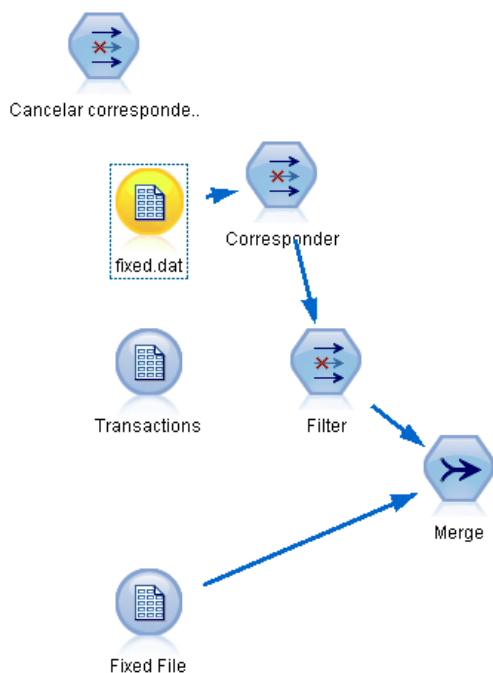 Cancelar corresponde..
Corresponder
fixed.dat
Transactions
Filter
Merge
Fixed File